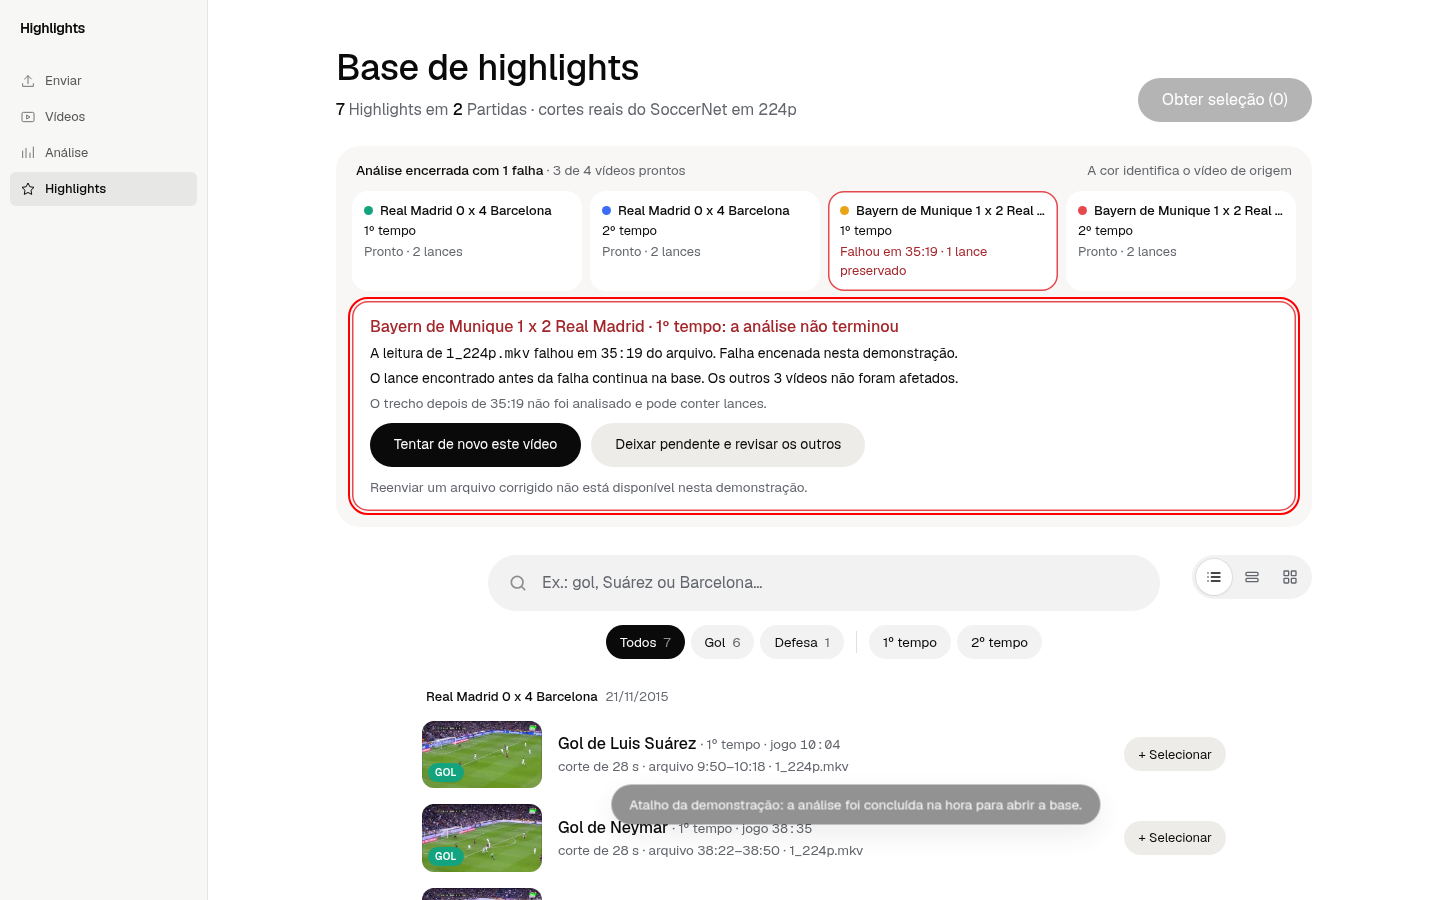 Highlights
Enviar
Vídeos
Análise
Highlights
Base de highlights
7 Highlights em 2 Partidas · cortes reais do SoccerNet em 224p
Obter seleção (0)
Análise encerrada com 1 falha · 3 de 4 vídeos prontos
A cor identifica o vídeo de origem
Real Madrid 0 x 4 Barcelona
1º tempo
Pronto · 2 lances
Real Madrid 0 x 4 Barcelona
2º tempo
Pronto · 2 lances
Bayern de Munique 1 x 2 Real ...
1º tempo
Falhou em 35:19 · 1 lance
preservado
Bayern de Munique 1 x 2 Real ...
2º tempo
Pronto · 2 lances
Bayern de Munique 1 x 2 Real Madrid · 1º tempo: a análise não terminou
A leitura de 1_224p.mkv falhou em 35:19 do arquivo. Falha encenada nesta demonstração.
O lance encontrado antes da falha continua na base. Os outros 3 vídeos não foram afetados.
O trecho depois de 35:19 não foi analisado e pode conter lances.
Tentar de novo este vídeo
Deixar pendente e revisar os outros
Reenviar um arquivo corrigido não está disponível nesta demonstração.
Ex.: gol, Suárez ou Barcelona...
Todos 7
Gol 6
Defesa 1
1º tempo
2º tempo
Real Madrid 0 x 4 Barcelona 21/11/2015
GOL
Gol de Luis Suárez · 1º tempo · jogo 10:04
corte de 28 s · arquivo 9:50–10:18 · 1_224p.mkv
+ Selecionar
Atalho da demonstração: a análise foi concluída na hora para abrir a base.
GOL
Gol de Neymar · 1º tempo · jogo 38:35
corte de 28 s · arquivo 38:22–38:50 · 1_224p.mkv
+ Selecionar